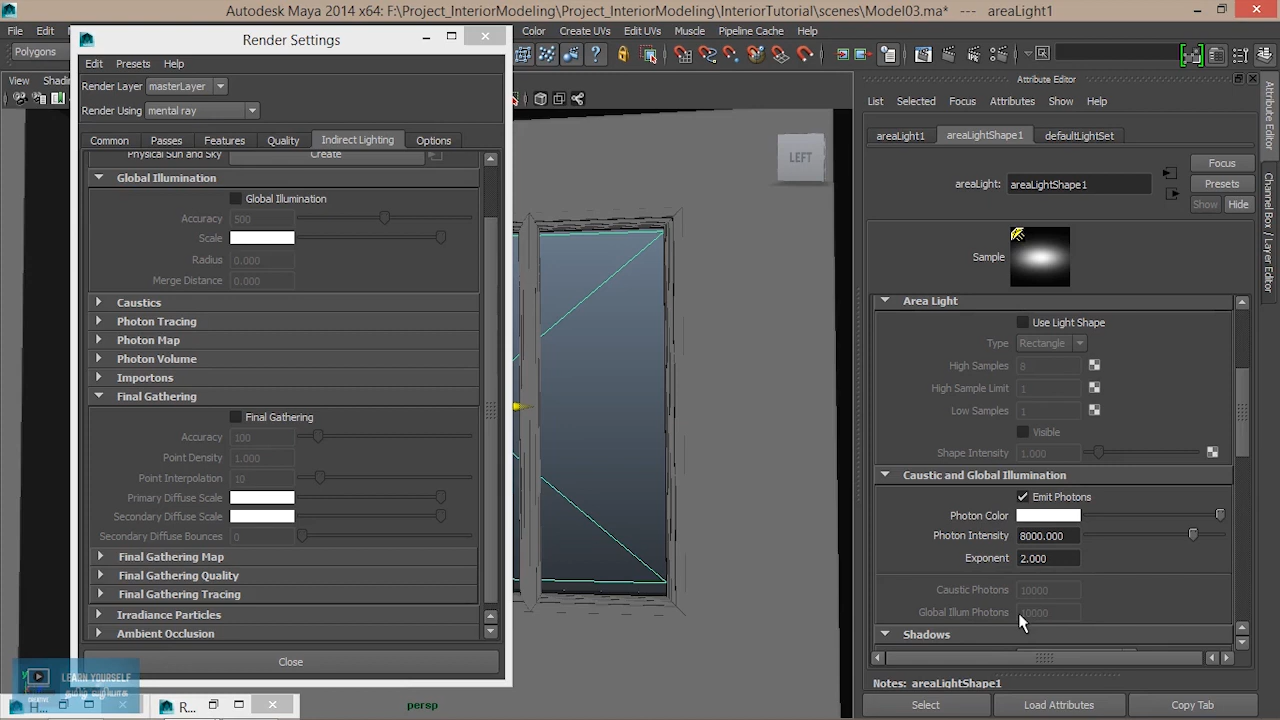 Autodesk Maya 2014 x64: F:\Project_InteriorModeling\Project_InteriorModeling\InteriorTutorial\scenes\Model03.ma* --- areaLight1
File Edit
Color Create UVs Edit UVs Muscle Pipeline Cache Help
Polygons
View Shadin
Render Settings
Edit Presets Help
Render Layer masterLayer
Render Using mental ray
Common Passes Features Quality Indirect Lighting Options
Physical Sun and Sky Create
Global Illumination
Global Illumination
Accuracy 500
Scale
Radius 0.000
Merge Distance 0.000
Caustics
Photon Tracing
Photon Map
Photon Volume
Importons
Final Gathering
Final Gathering
Accuracy 100
Point Density 1.000
Point Interpolation 10
Primary Diffuse Scale
Secondary Diffuse Scale
Secondary Diffuse Bounces 0
Final Gathering Map
Final Gathering Quality
Final Gathering Tracing
Irradiance Particles
Ambient Occlusion
Close
LEARN YOURSELF
தமிழ் வழியாக
CREATIVE
H...
R...
persp
LEFT
Attribute Editor
List Selected Focus Attributes Show Help
areaLight1 areaLightShape1 defaultLightSet
Focus
areaLight: areaLightShape1
Presets
Show Hide
Sample
Area Light
Use Light Shape
Type Rectangle
High Samples 8
High Sample Limit 1
Low Samples 1
Visible
Shape Intensity 1.000
Caustic and Global Illumination
Emit Photons
Photon Color
Photon Intensity 8000.000
Exponent 2.000
Caustic Photons 10000
Global Illum Photons 10000
Shadows
Notes: areaLightShape1
Select Load Attributes Copy Tab
Attribute Editor
Channel Box / Layer Editor